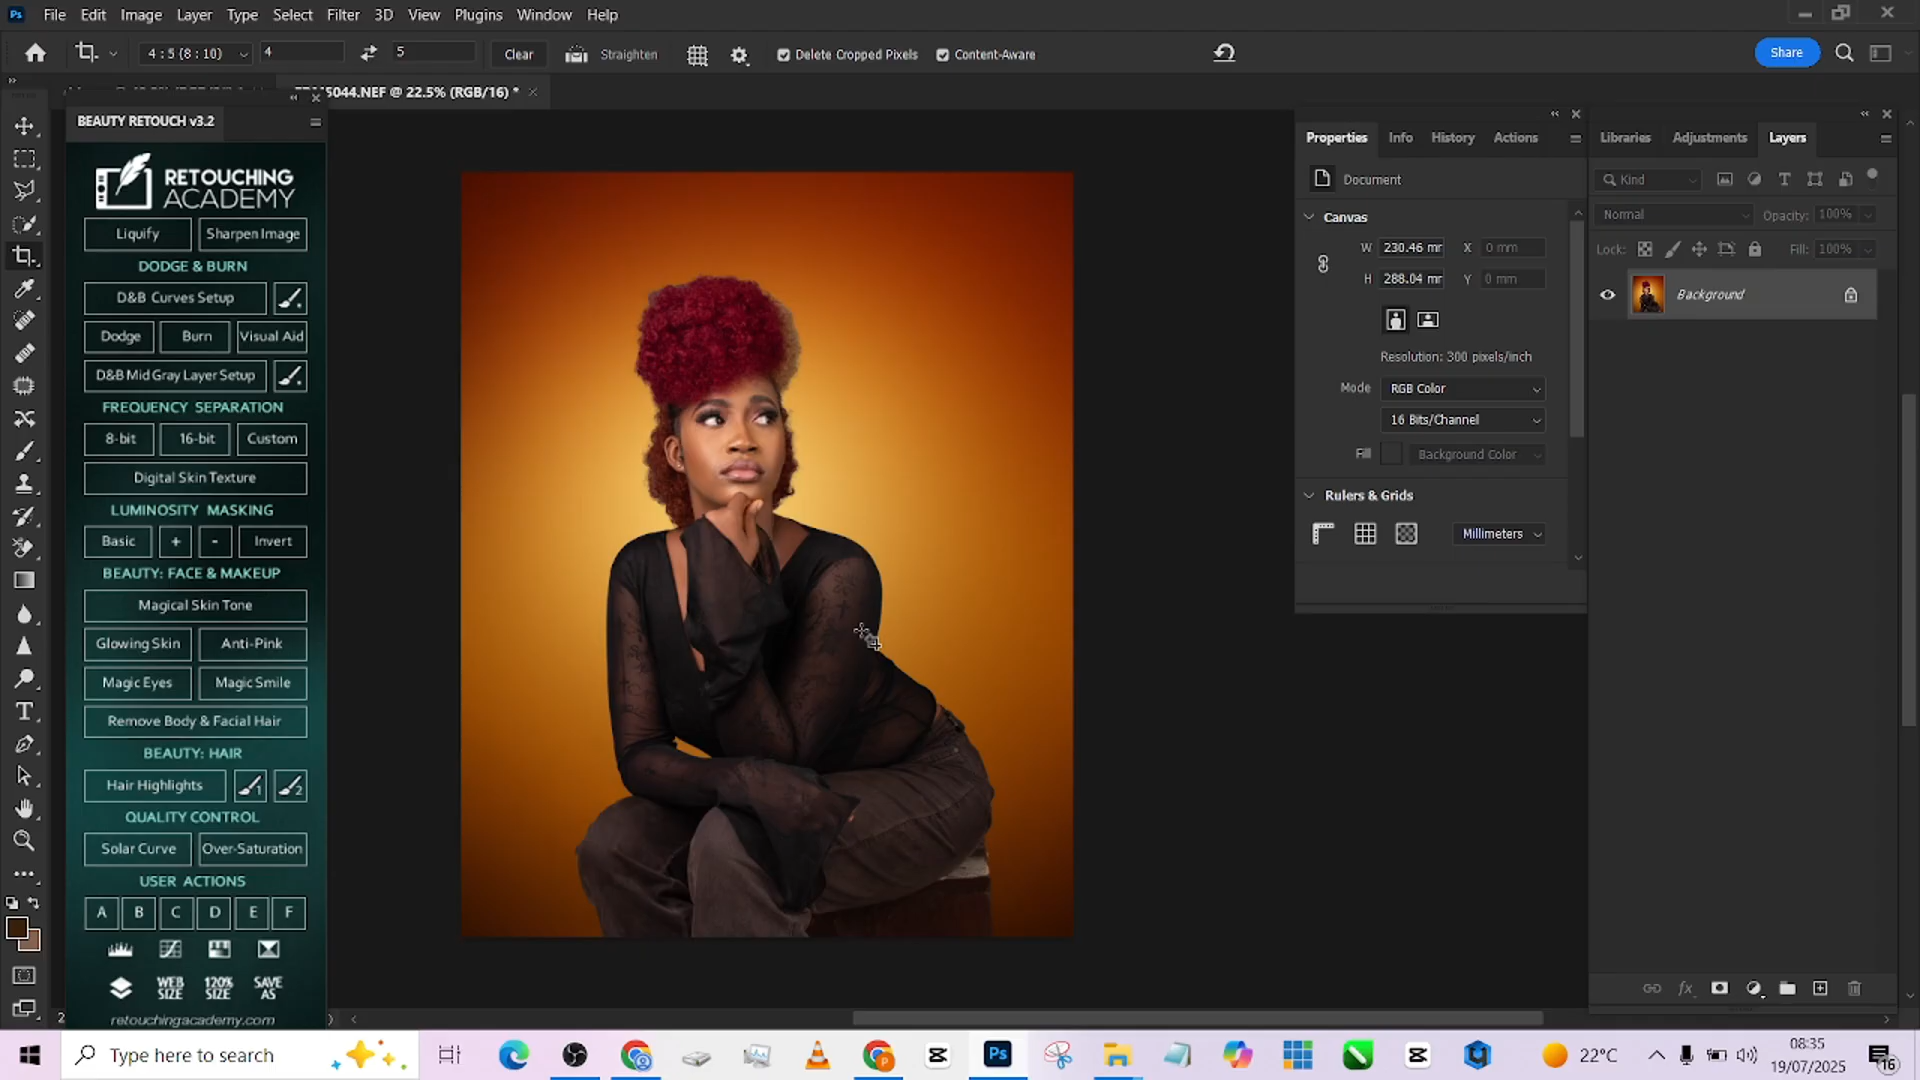 File Edit Image Layer Type Select Filter 3D View Plugins Window Help
4 : 5 (8 : 10) 4 5 Clear Straighten Delete Cropped Pixels Content-Aware Share
5044.NEF @ 22.5% (RGB/16) *
BEAUTY RETOUCH v3.2
RETOUCHING
ACADEMY
Liquify Sharpen Image
DODGE & BURN
D&B Curves Setup
Dodge Burn Visual Aid
D&B Mid Gray Layer Setup
FREQUENCY SEPARATION
8-bit 16-bit Custom
Digital Skin Texture
LUMINOSITY MASKING
Basic + - Invert
BEAUTY: FACE & MAKEUP
Magical Skin Tone
Glowing Skin Anti-Pink
Magic Eyes Magic Smile
Remove Body & Facial Hair
BEAUTY: HAIR
Hair Highlights 1 2
QUALITY CONTROL
Solar Curve Over-Saturation
USER ACTIONS
A B C D E F
WEB SIZE 120% SIZE SAVE AS
retouchingacademy.com
Properties Info History Actions
Document
Canvas
W 230.46 mr X 0 mm
H 288.04 mr Y 0 mm
Resolution: 300 pixels/inch
Mode RGB Color
16 Bits/Channel
Fill Background Color
Rulers & Grids
Millimeters
Libraries Adjustments Layers
Kind
Normal Opacity: 100%
Lock: Fill: 100%
Background
Type here to search
22°C
08:35
19/07/2025
16